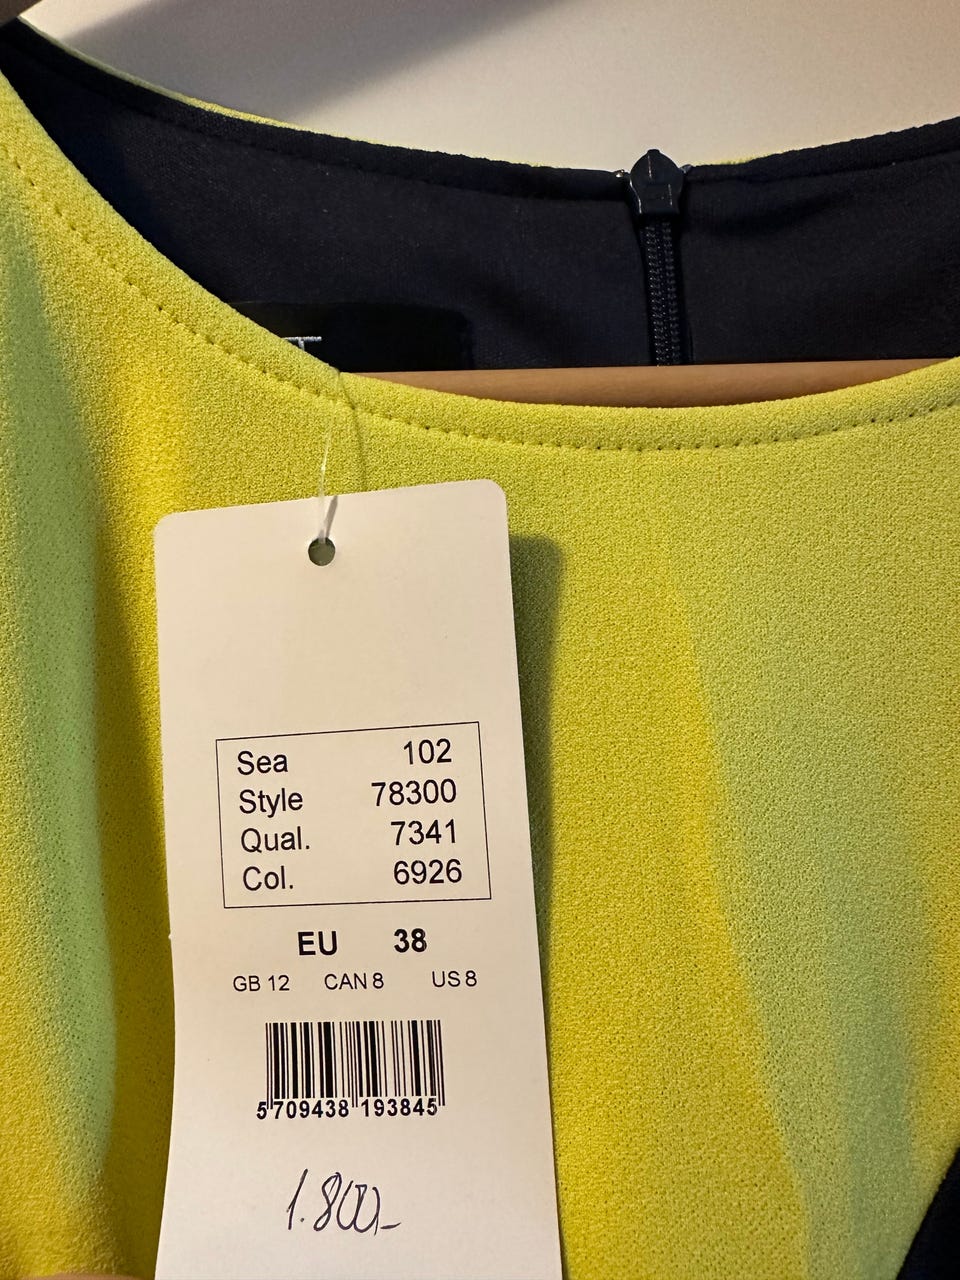 Sea 102
Style 78300
Qual. 7341
Col. 6926
EU 38
GB 12 CAN 8 US 8
5 709438 193845
1.800,-